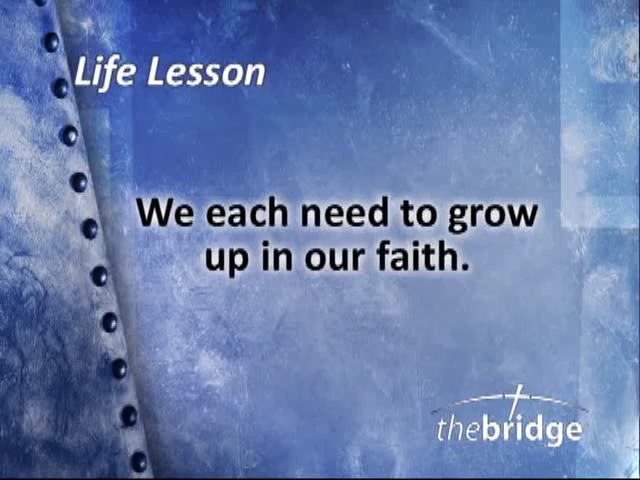 Life Lesson
We each need to grow
up in our faith.
thebridge